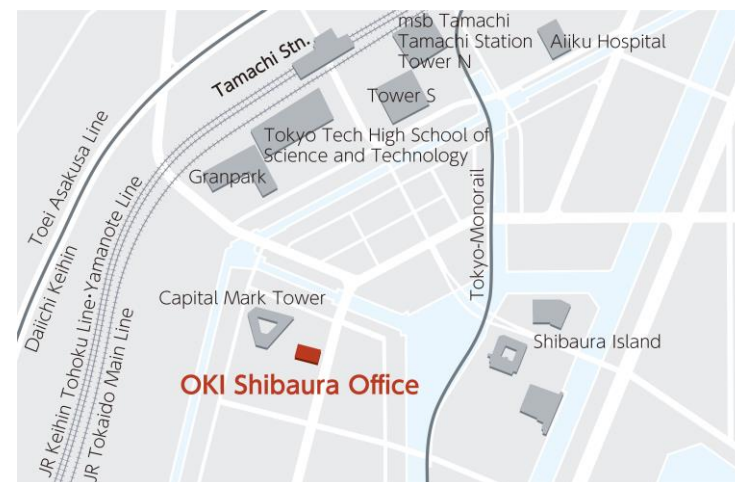 msb Tamachi
Tamachi Station
Tower N
Aiiku Hospital
Tamachi Stn.
Tower S
Tokyo Tech High School of
Science and Technology
Granpark
Toei Asakusa Line
Daiichi Keihin
JR Keihin Tohoku Line・Yamanote Line
JR Tokaido Main Line
Tokyo-Monorail
Capital Mark Tower
Shibaura Island
OKI Shibaura Office